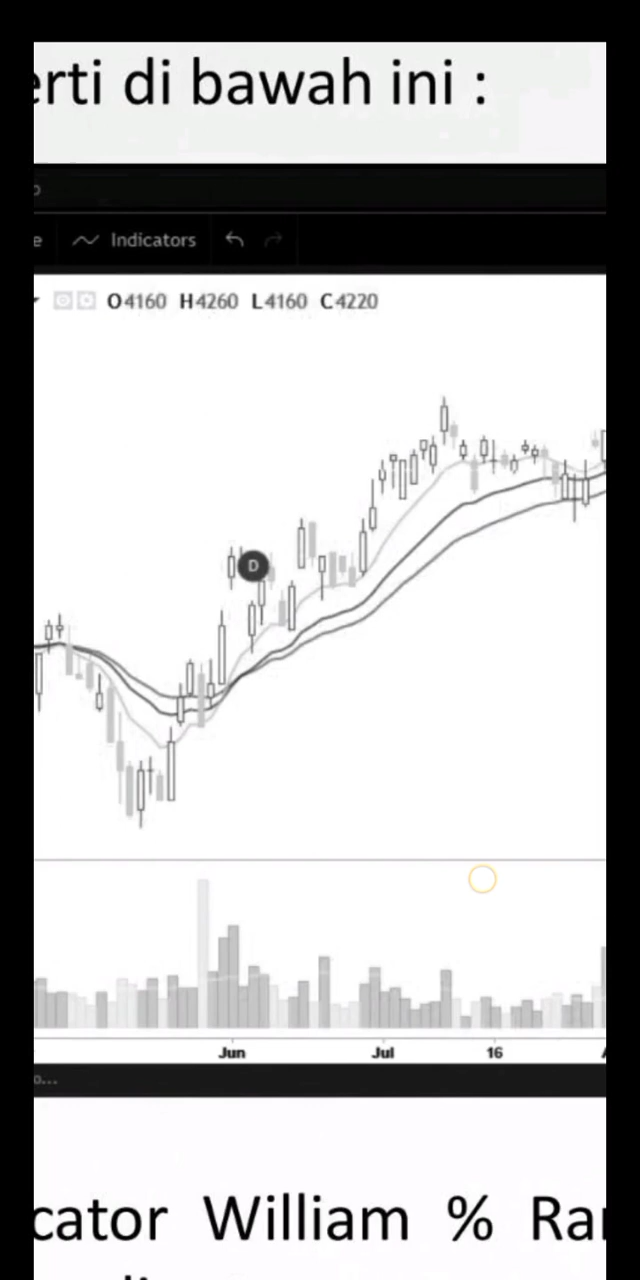 erti di bawah ini :
e Indicators
O4160 H4260 L4160 C4220
D
Jun Jul 16
o...
cator William % Ra